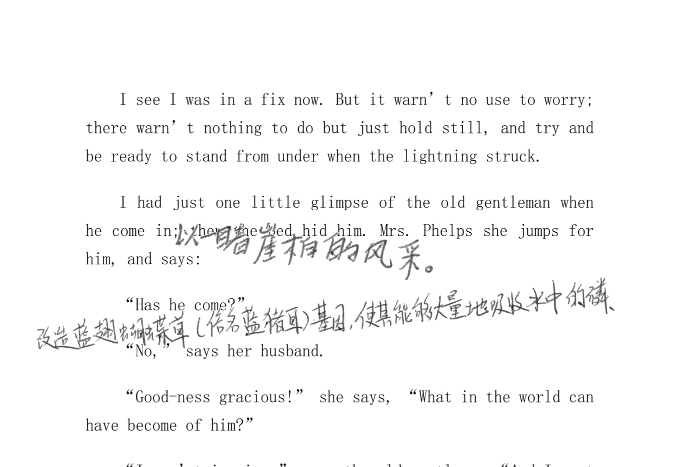 I see I was in a fix now. But it warn’t no use to worry;
there warn’t nothing to do but just hold still, and try and
be ready to stand from under when the lightning struck.
I had just one little glimpse of the old gentleman when
he come in; then the bed hid him. Mrs. Phelps she jumps for
以一睹崖柏的风采。
him, and says:
“Has he come?”
改造蓝翅蝴蝶草(俗名蓝猪耳)基因,使其能够大量地吸收水中的磷、
“No,” says her husband.
“Good-ness gracious!” she says, “What in the world can
have become of him?”